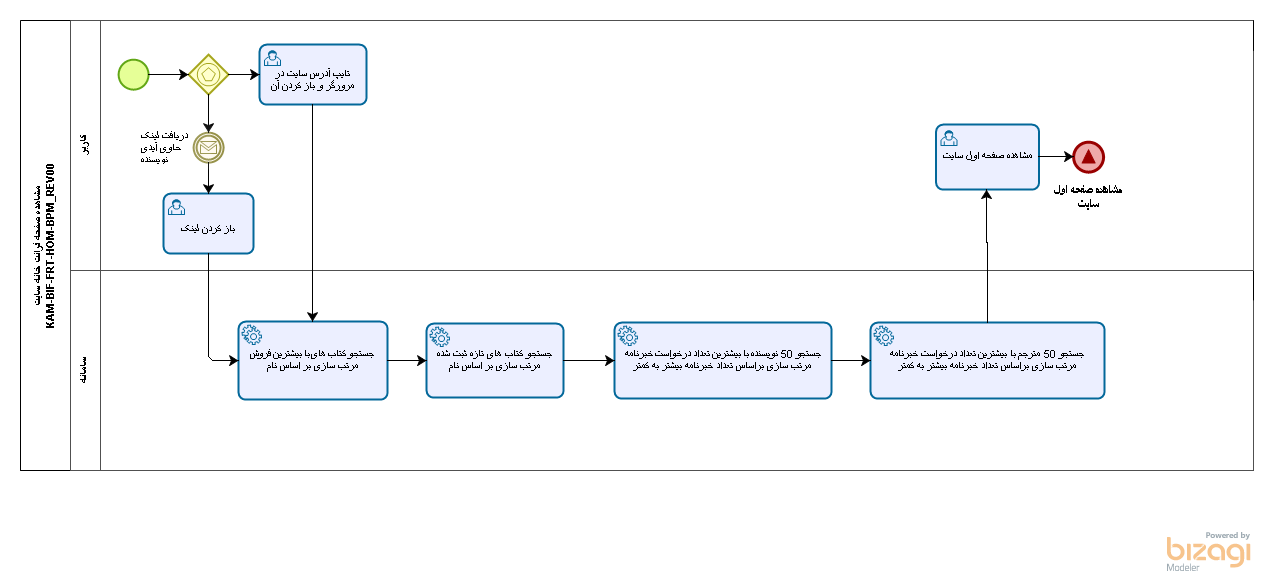 مشاهده صفحه فرانت خانه سایت
KAM-BIF-FRT-HOM-BPM_REV00
کاربر
تایپ آدرس سایت در
مرورگر و باز کردن آن
دریافت لینک
حاوی آیدی
نویسنده
باز کردن لینک
مشاهده صفحه اول سایت
مشاهده صفحه اول
سایت
سامانه
جستجو کتاب های با بیشترین فروش
مرتب سازی بر اساس نام
جستجو کتاب های تازه ثبت شده
مرتب سازی بر اساس نام
جستجو 50 نویسنده با بیشترین تعداد درخواست خبرنامه
مرتب سازی براساس تعداد خبرنامه بیشتر به کمتر
جستجو 50 مترجم با بیشترین تعداد درخواست خبرنامه
مرتب سازی براساس تعداد خبرنامه بیشتر به کمتر
Powered by
bizagi
Modeler